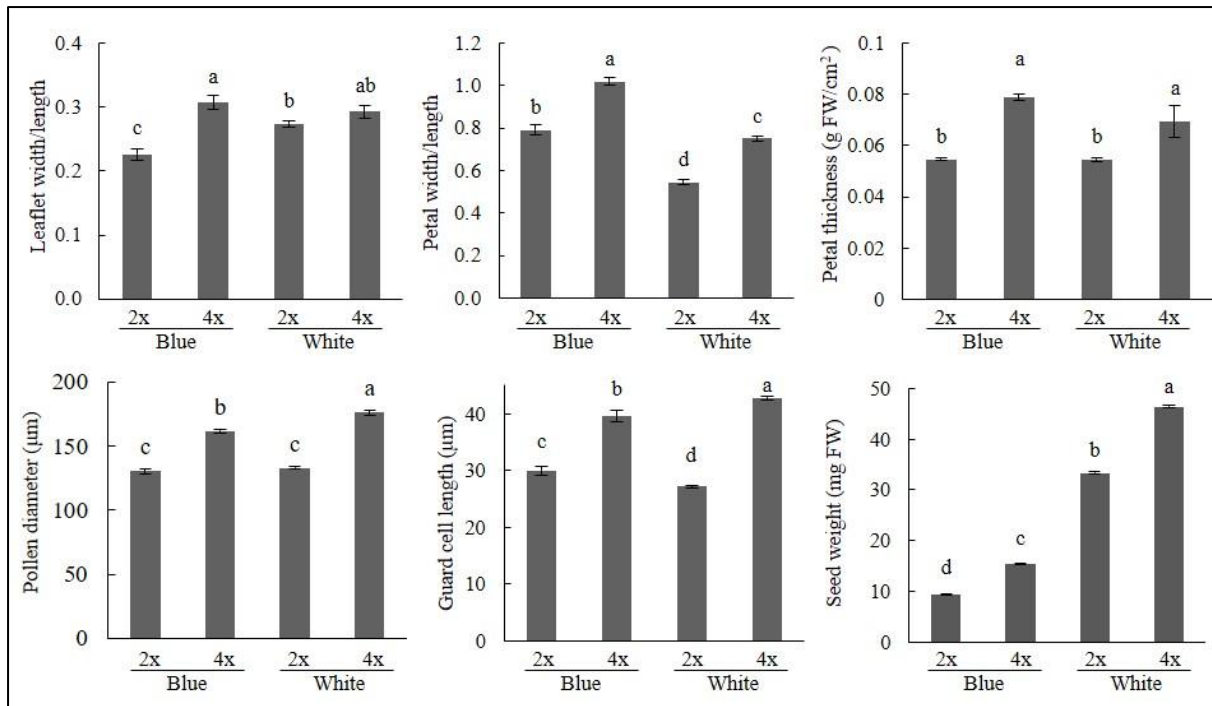 Leaflet width/length
0.4
0.3
0.2
0.1
0.0
c
a
b
ab
2x 4x 2x 4x
Blue White
Petal width/length
1.2
1.0
0.8
0.6
0.4
0.2
0.0
b
a
d
c
2x 4x 2x 4x
Blue White
Petal thickness (g FW/cm²)
0.1
0.08
0.06
0.04
0.02
0
b
a
b
a
2x 4x 2x 4x
Blue White
Pollen diameter (μm)
200
150
100
50
0
c
b
c
a
2x 4x 2x 4x
Blue White
Guard cell length (μm)
40
30
20
10
0
c
b
d
a
2x 4x 2x 4x
Blue White
Seed weight (mg FW)
50
40
30
20
10
0
d
c
b
a
2x 4x 2x 4x
Blue White